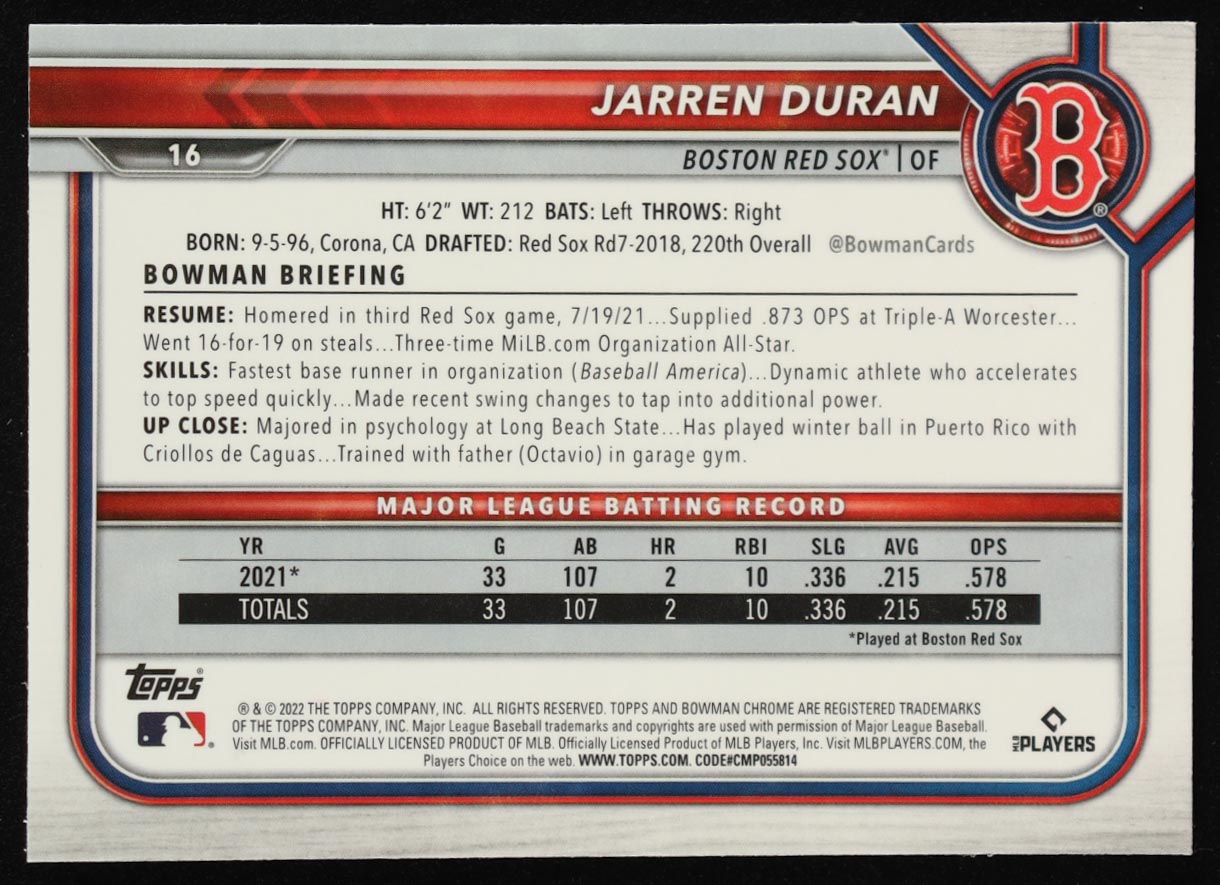 JARREN DURAN
16
BOSTON RED SOX® | OF
B®
HT: 6'2" WT: 212 BATS: Left THROWS: Right
BORN: 9-5-96, Corona, CA DRAFTED: Red Sox Rd7-2018, 220th Overall @BowmanCards
BOWMAN BRIEFING
RESUME: Homered in third Red Sox game, 7/19/21...Supplied .873 OPS at Triple-A Worcester...
Went 16-for-19 on steals...Three-time MiLB.com Organization All-Star.
SKILLS: Fastest base runner in organization (Baseball America)...Dynamic athlete who accelerates
to top speed quickly...Made recent swing changes to tap into additional power.
UP CLOSE: Majored in psychology at Long Beach State...Has played winter ball in Puerto Rico with
Criollos de Caguas...Trained with father (Octavio) in garage gym.
MAJOR LEAGUE BATTING RECORD
YR G AB HR RBI SLG AVG OPS
2021* 33 107 2 10 .336 .215 .578
TOTALS 33 107 2 10 .336 .215 .578
*Played at Boston Red Sox
Topps®
® & © 2022 THE TOPPS COMPANY, INC. ALL RIGHTS RESERVED. TOPPS AND BOWMAN CHROME ARE REGISTERED TRADEMARKS
OF THE TOPPS COMPANY, INC. Major League Baseball trademarks and copyrights are used with permission of Major League Baseball.
Visit MLB.com. OFFICIALLY LICENSED PRODUCT OF MLB. Officially Licensed Product of MLB Players, Inc. Visit MLBPLAYERS.COM, the
Players Choice on the web. WWW.TOPPS.COM. CODE#CMP055814
MLB PLAYERS